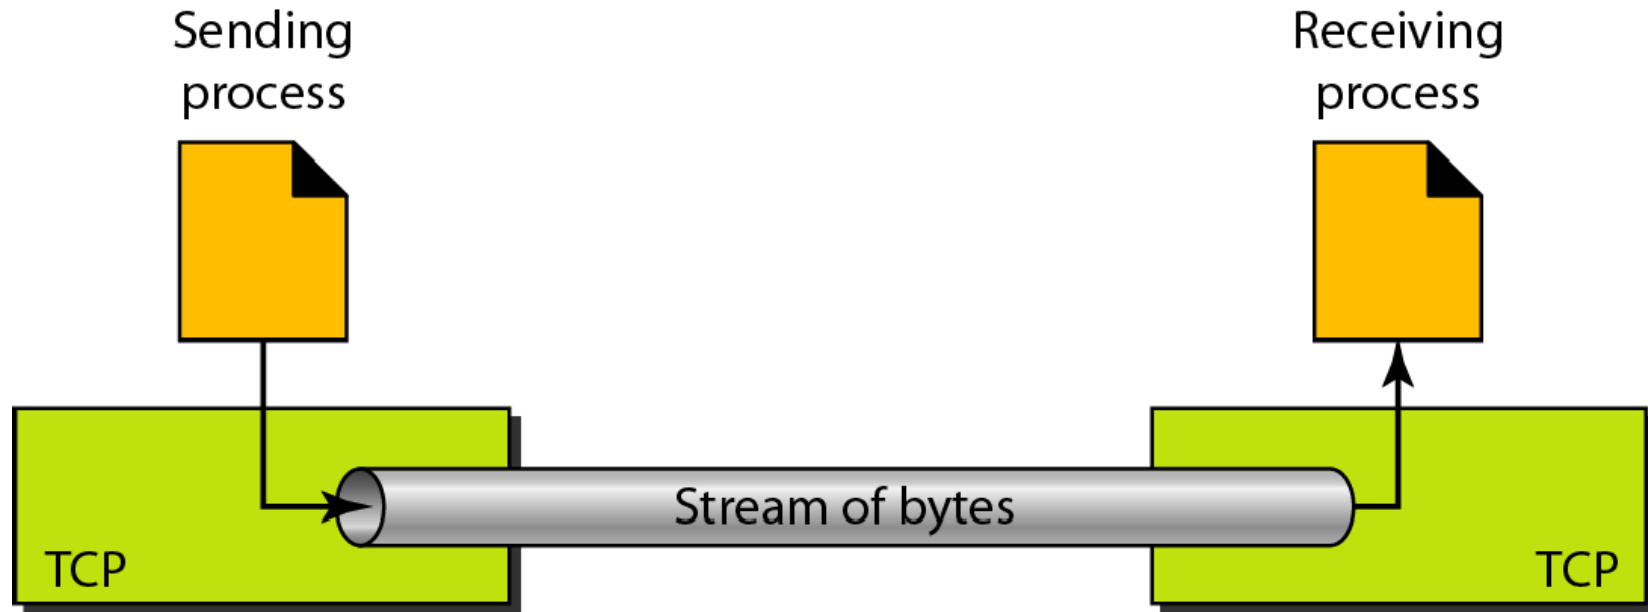 Sending
process
Receiving
process
Stream of bytes
TCP
TCP